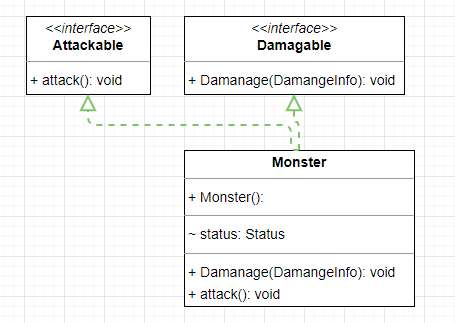 <<interface>>
Attackable
+ attack(): void
<<interface>>
Damagable
+ Damanage(DamangeInfo): void
Monster
+ Monster():
~ status: Status
+ Damanage(DamangeInfo): void
+ attack(): void